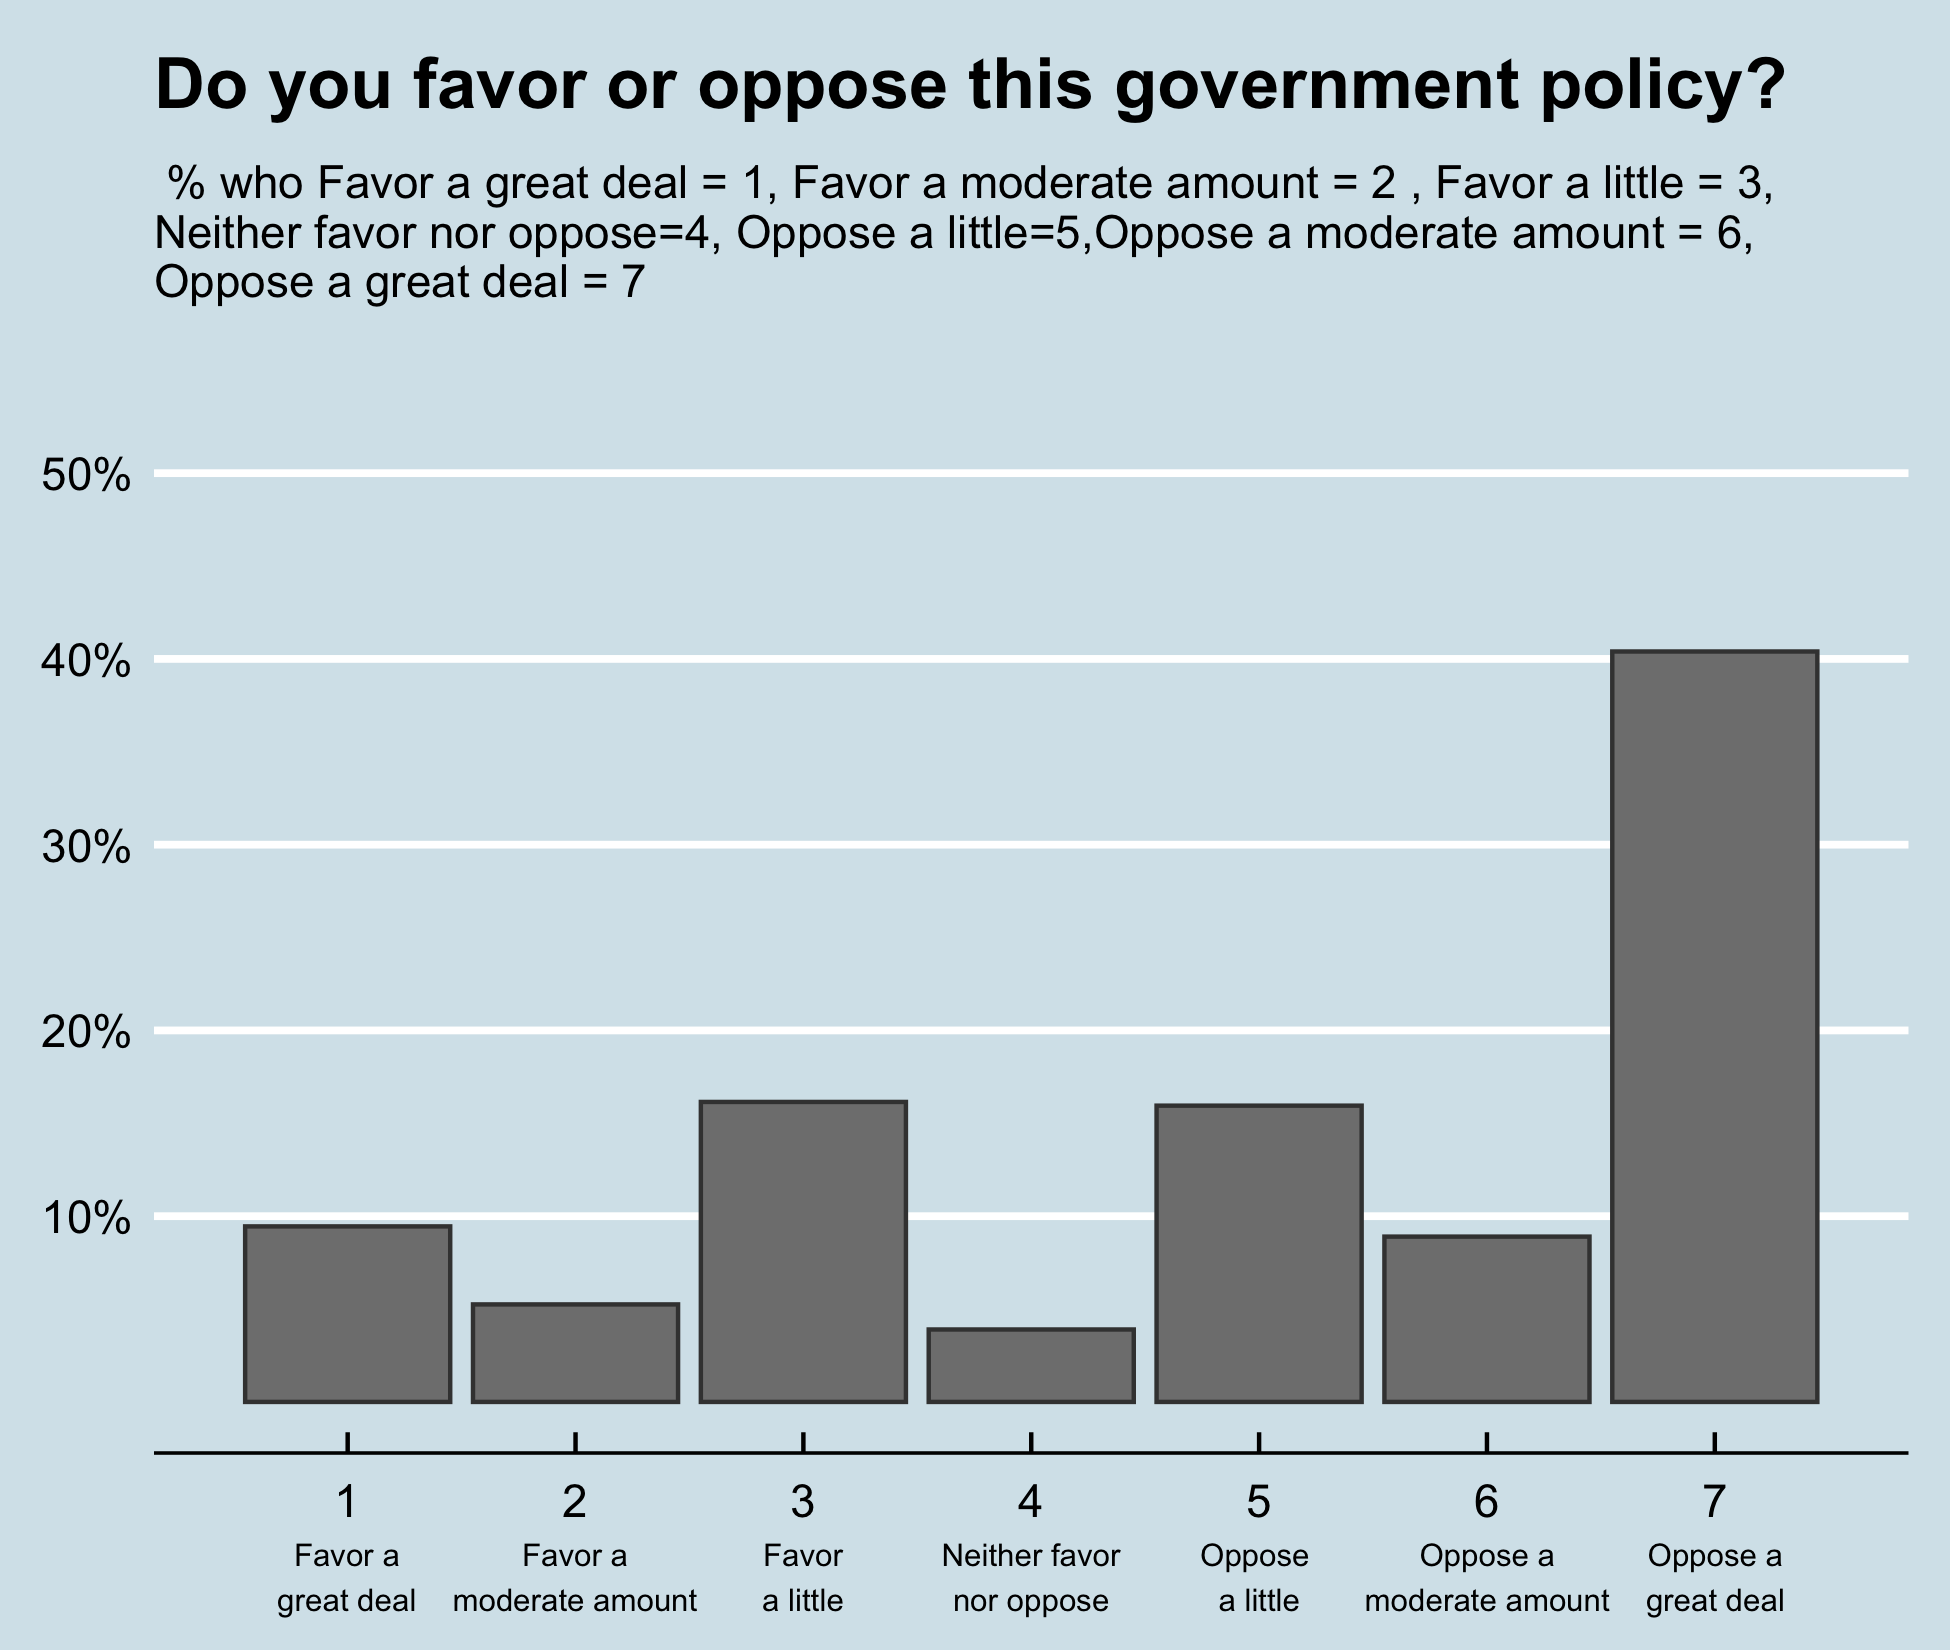 Do you favor or oppose this government policy?
% who Favor a great deal = 1, Favor a moderate amount = 2 , Favor a little = 3,
Neither favor nor oppose=4, Oppose a little=5,Oppose a moderate amount = 6,
Oppose a great deal = 7
50%
40%
30%
20%
10%
1 2 3 4 5 6 7
Favor a Favor a Favor Neither favor Oppose Oppose a Oppose a
great deal moderate amount a little nor oppose a little moderate amount great deal